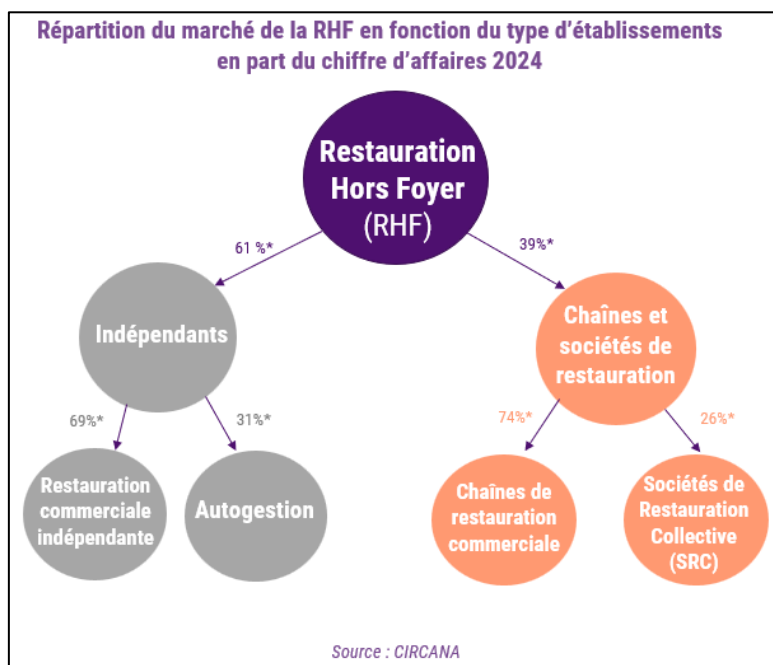 Répartition du marché de la RHF en fonction du type d'établissements
en part du chiffre d'affaires 2024
Restauration
Hors Foyer
(RHF)
61 %*
39%*
Indépendants
Chaînes et
sociétés de
restauration
69%*
31%*
74%*
26%*
Restauration
commerciale
indépendante
Autogestion
Chaînes de
restauration
commerciale
Sociétés de
Restauration
Collective
(SRC)
Source : CIRCANA